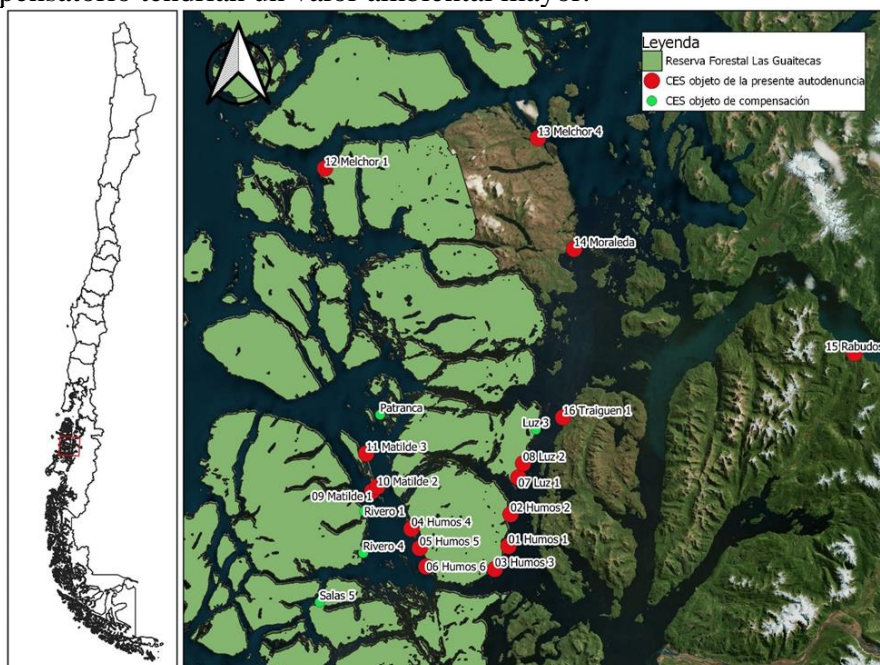 pensatorio tendrían un valor ambiental mayor.
Leyenda
Reserva Forestal Las Guaitecas
CES objeto de la presente autodenuncia
CES objeto de compensación
13 Melchor 4
12 Melchor 1
14 Moraleda
15 Rabudos
Patranca
16 Traiguen 1
Luz 3
11 Matilde 3
08 Luz 2
07 Luz 1
10 Matilde 2
09 Matilde 1
Rivero 1
02 Humos 2
04 Humos 4
05 Humos 5
01 Humos 1
Rivero 4
06 Humos 6
03 Humos 3
Salas 5